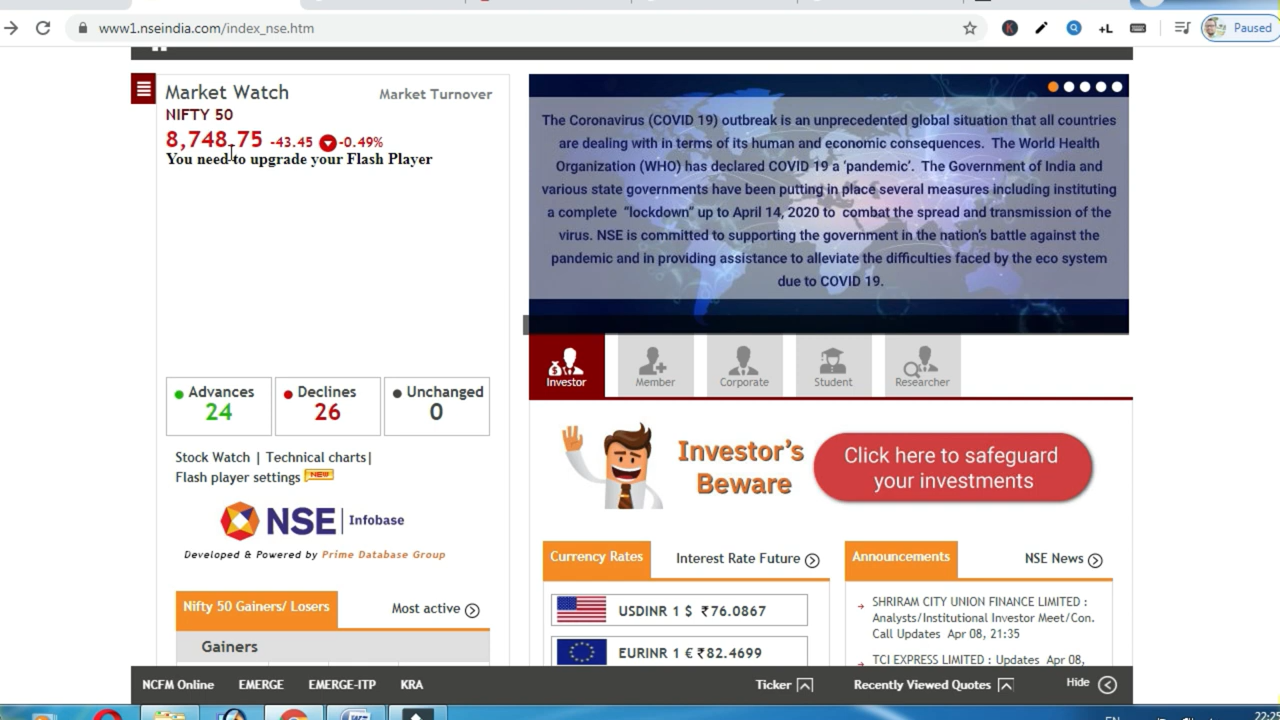 www1.nseindia.com/index_nse.htm
Paused
Market Watch
Market Turnover
NIFTY 50
8,748.75 -43.45 -0.49%
You need to upgrade your Flash Player
The Coronavirus (COVID 19) outbreak is an unprecedented global situation that all countries
are dealing with in terms of its human and economic consequences. The World Health
Organization (WHO) has declared COVID 19 a ‘pandemic’. The Government of India and
various state governments have been putting in place several measures including instituting
a complete “lockdown” up to April 14, 2020 to combat the spread and transmission of the
virus. NSE is committed to supporting the government in the nation’s battle against the
pandemic and in providing assistance to alleviate the difficulties faced by the eco system
due to COVID 19.
Advances
24
Declines
26
Unchanged
0
Stock Watch | Technical charts|
Flash player settings NEW
NSE | Infobase
Developed & Powered by Prime Database Group
Nifty 50 Gainers/ Losers
Most active
Gainers
Investor
Member
Corporate
Student
Researcher
Investor’s
Beware
Click here to safeguard
your investments
Currency Rates
Interest Rate Future
USDINR 1 $ ₹76.0867
EURINR 1 € ₹82.4699
Announcements
NSE News
SHRIRAM CITY UNION FINANCE LIMITED :
Analysts/Institutional Investor Meet/Con.
Call Updates Apr 08, 21:35
TCI EXPRESS LIMITED : Updates Apr 08,
NCFM Online EMERGE EMERGE-ITP KRA
Ticker
Recently Viewed Quotes
Hide
EN
22:25